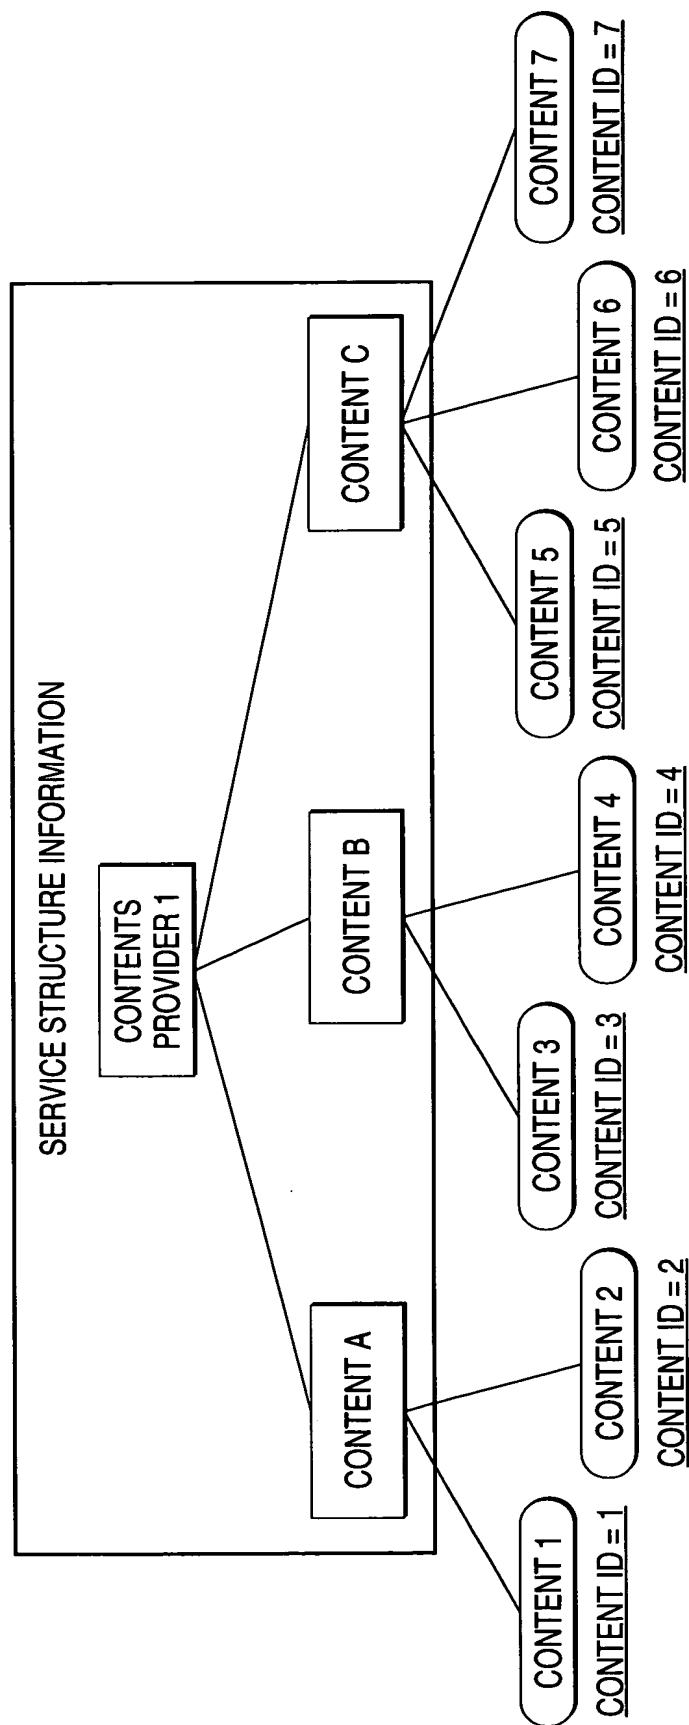 SERVICE STRUCTURE INFORMATION
CONTENTS
PROVIDER 1
CONTENT A
CONTENT B
CONTENT C
CONTENT 1
CONTENT ID = 1
CONTENT 2
CONTENT ID = 2
CONTENT 3
CONTENT ID = 3
CONTENT 4
CONTENT ID = 4
CONTENT 5
CONTENT ID = 5
CONTENT 6
CONTENT ID = 6
CONTENT 7
CONTENT ID = 7